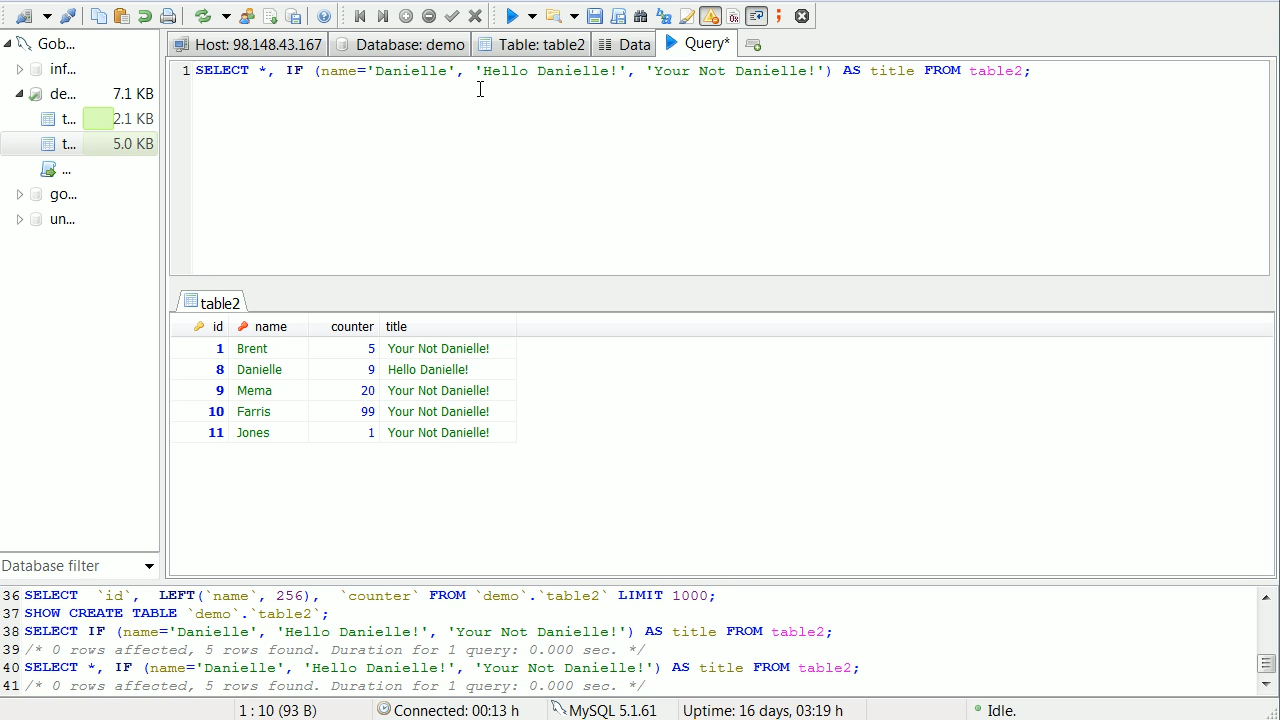 Host: 98.148.43.167 Database: demo Table: table2 Data Query*
Gob...
inf...
de... 7.1 KB
t... 2.1 KB
t... 5.0 KB
...
go...
un...
Database filter
1 SELECT *, IF (name='Danielle', 'Hello Danielle!', 'Your Not Danielle!') AS title FROM table2;
table2
id name counter title
1 Brent 5 Your Not Danielle!
8 Danielle 9 Hello Danielle!
9 Mema 20 Your Not Danielle!
10 Farris 99 Your Not Danielle!
11 Jones 1 Your Not Danielle!
36 SELECT `id`, LEFT(`name`, 256), `counter` FROM `demo`.`table2` LIMIT 1000;
37 SHOW CREATE TABLE `demo`.`table2`;
38 SELECT IF (name='Danielle', 'Hello Danielle!', 'Your Not Danielle!') AS title FROM table2;
39 /* 0 rows affected, 5 rows found. Duration for 1 query: 0.000 sec. */
40 SELECT *, IF (name='Danielle', 'Hello Danielle!', 'Your Not Danielle!') AS title FROM table2;
41 /* 0 rows affected, 5 rows found. Duration for 1 query: 0.000 sec. */
1 : 10 (93 B) Connected: 00:13 h MySQL 5.1.61 Uptime: 16 days, 03:19 h Idle.